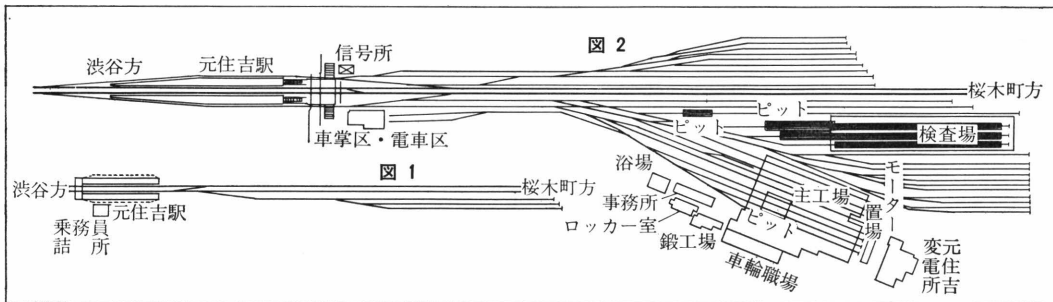 図 2
信号所
渋谷方
元住吉駅
桜木町方
ピット
ピット
車掌区・電車区
検査場
図 1
浴場
モーター置場
渋谷方
桜木町方
主工場
元住吉駅
事務所
乗務員詰所
ロッカー室
ピット
鍛工場
車輪職場
元住吉変電所